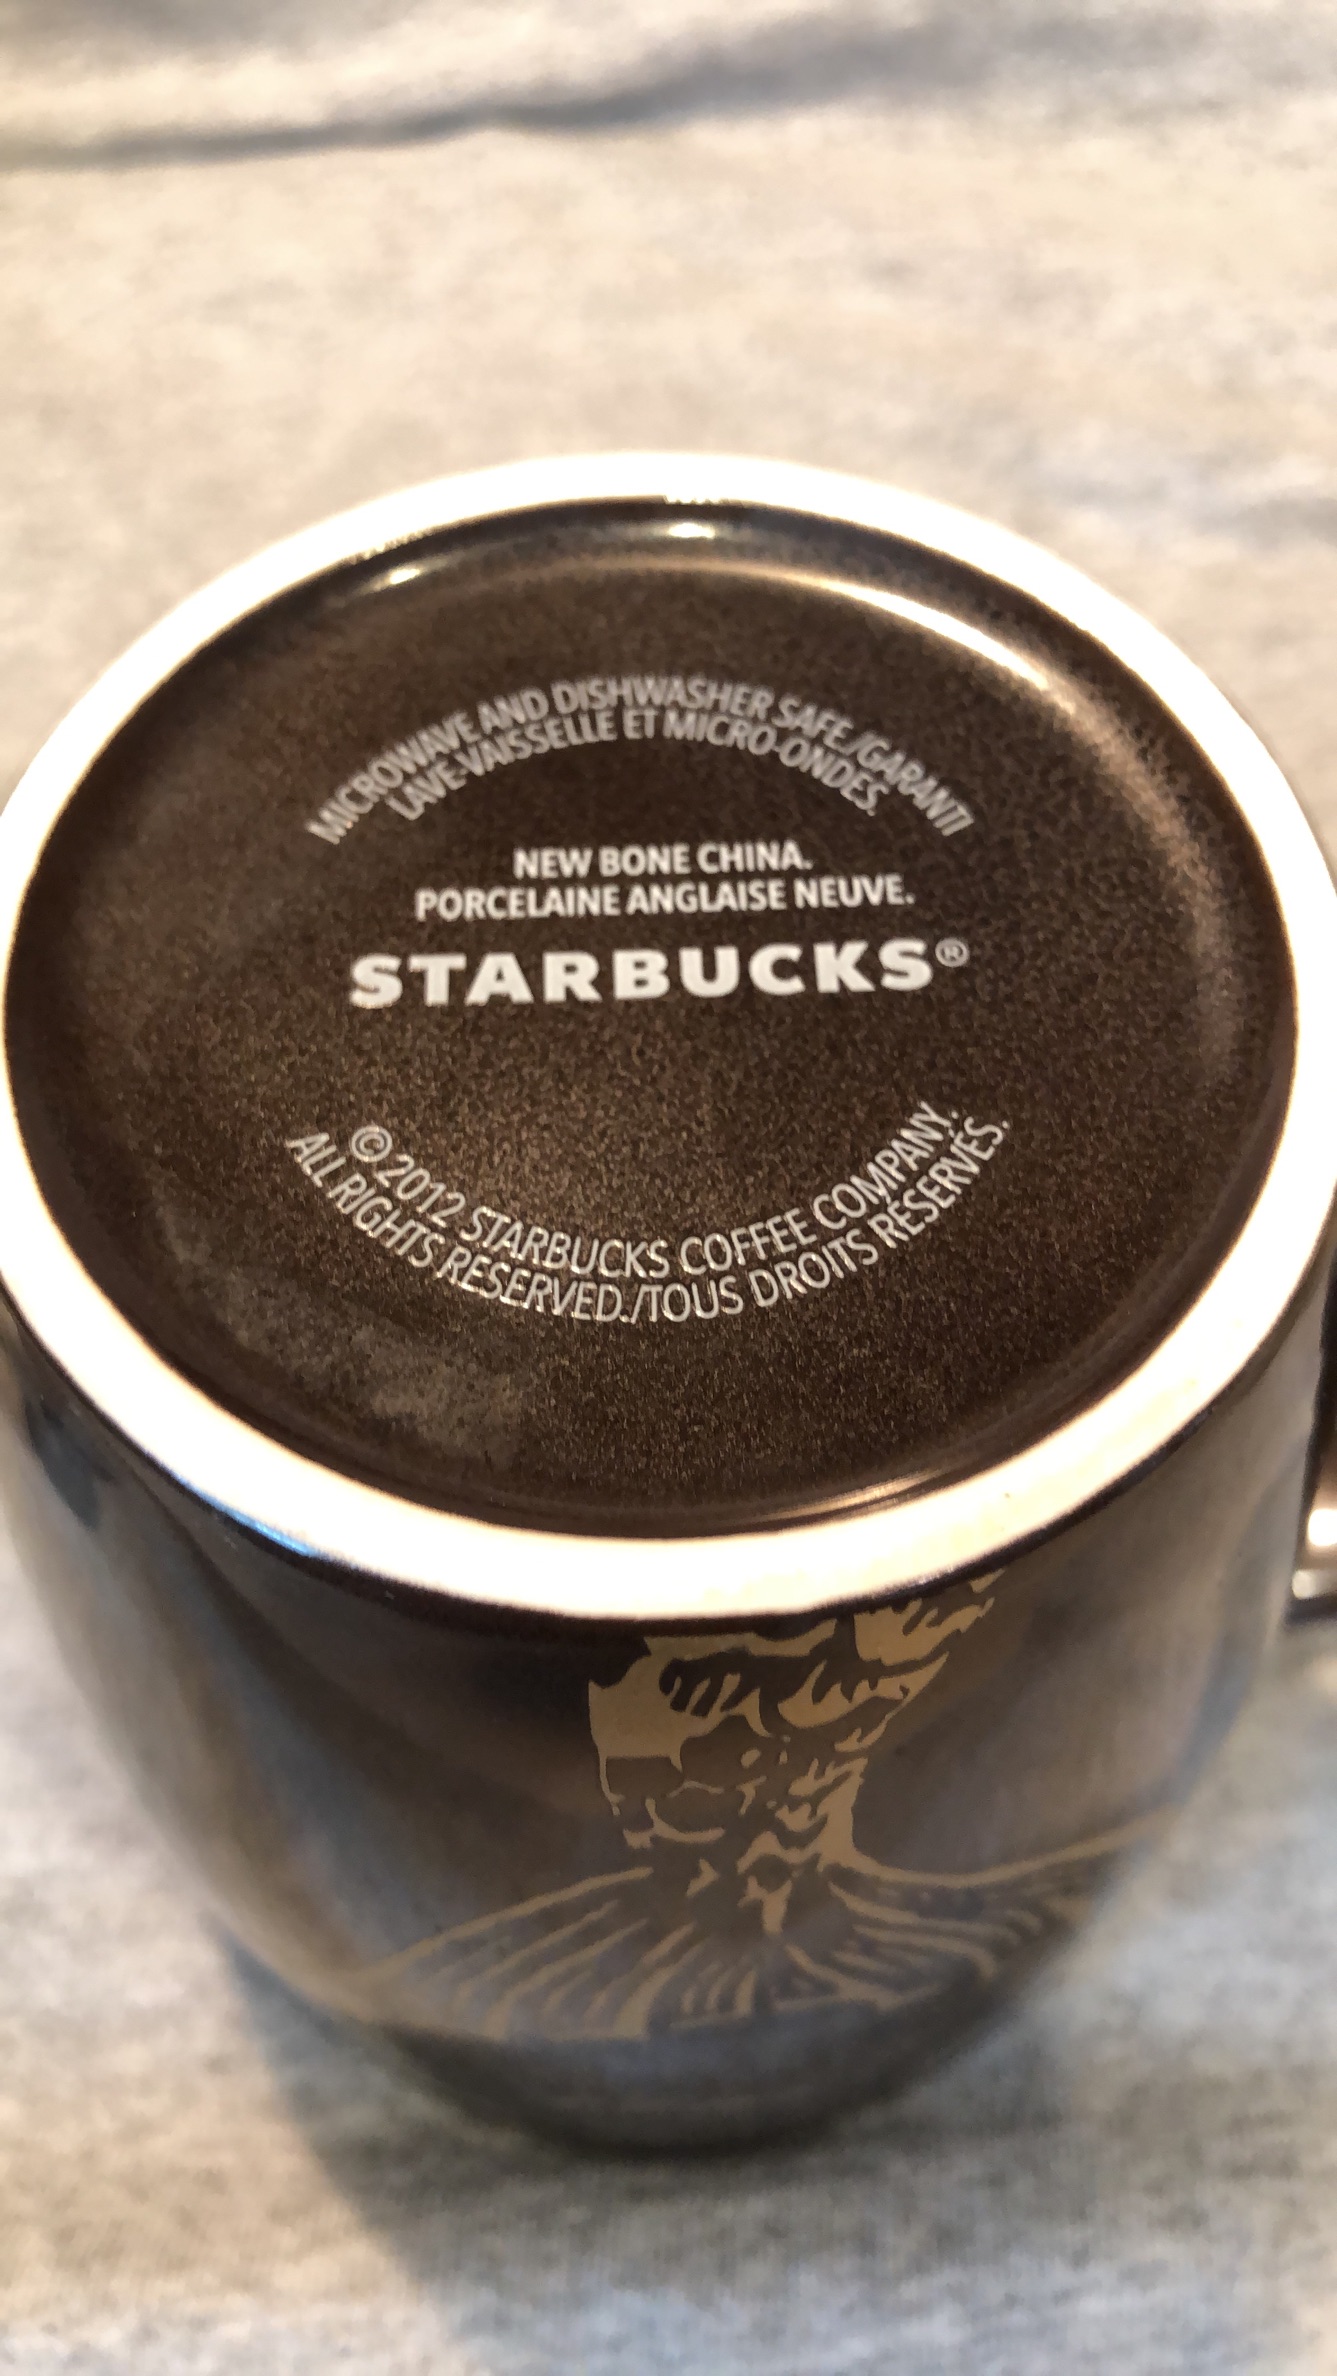 MICROWAVE AND DISHWASHER SAFE./GARANTI
LAVE-VAISSELLE ET MICRO-ONDES.
NEW BONE CHINA.
PORCELAINE ANGLAISE NEUVE.
STARBUCKS®
©2012 STARBUCKS COFFEE COMPANY.
ALL RIGHTS RESERVED./TOUS DROITS RÉSERVÉS.